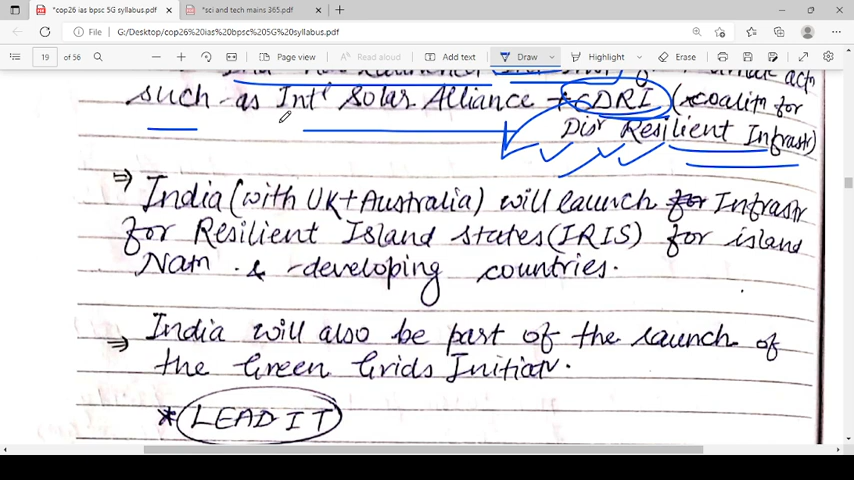 *cop26 ias bpsc 5G syllabus.pdf
*sci and tech mains 365.pdf
File | G:/Desktop/cop26%20ias%20bpsc%205G%20syllabus.pdf
19 of 56
Page view
Read aloud
Add text
Draw
Highlight
Erase
such as Int' Solar Alliance + CDRI (coalitn for
Disr Resilient Infrastr)
⇒ India (with UK+Australia) will launch for Infrastr
for Resilient Island states (IRIS) for island
Natn . & -developing countries.
⇒ India will also be part of the launch of
the Green Grids Initiatv.
* LEAD IT